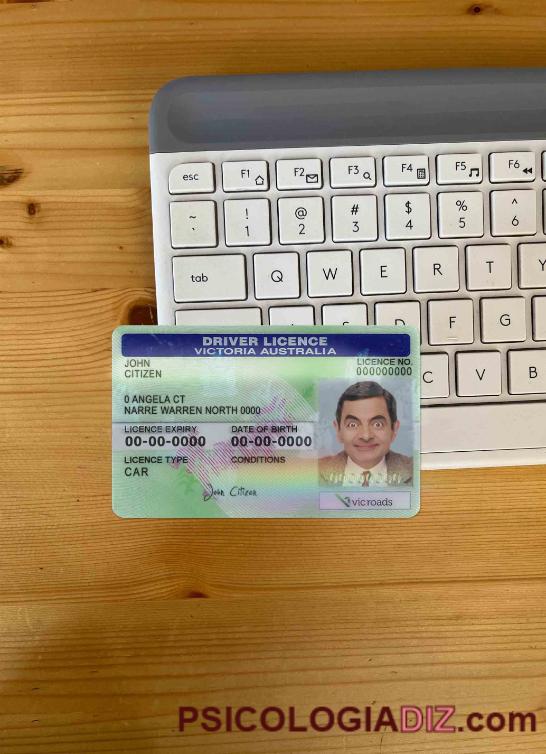 esc F1 F2 F3 F4 F5 F6
~ ! @ # $ % ^
` 1 2 3 4 5 6
tab Q W E R T Y
D F G
C V B
DRIVER LICENCE
VICTORIA AUSTRALIA
JOHN
CITIZEN
LICENCE NO.
000000000
0 ANGELA CT
NARRE WARREN NORTH 0000
LICENCE EXPIRY DATE OF BIRTH
00-00-0000 00-00-0000
LICENCE TYPE CONDITIONS
CAR
John Citizen
vicroads
PSICOLOGIADIZ.com